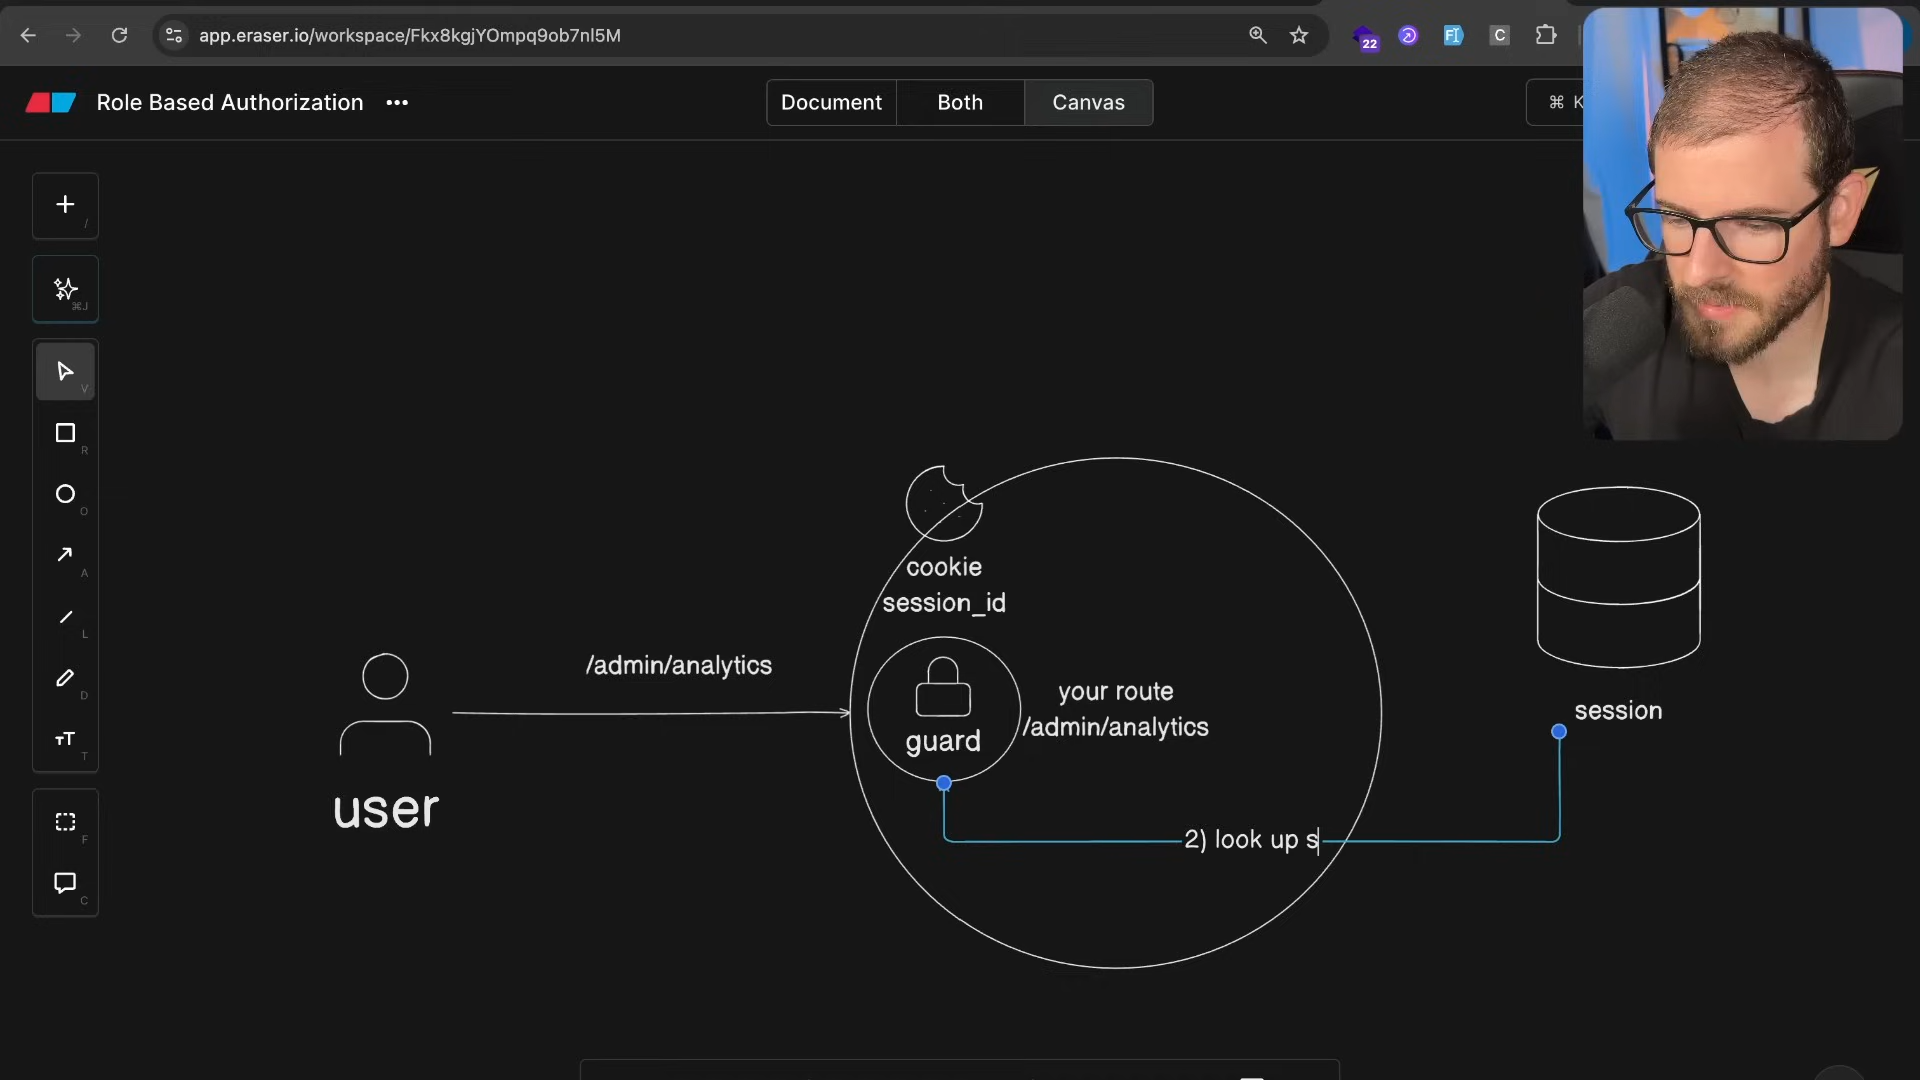 app.eraser.io/workspace/Fkx8kgjYOmpq9ob7nl5M
22
C
Role Based Authorization
Document
Both
Canvas
⌘ K
/
⌘J
V
R
O
A
L
D
T
F
C
cookie
session_id
/admin/analytics
guard
your route
/admin/analytics
user
session
2) look up s